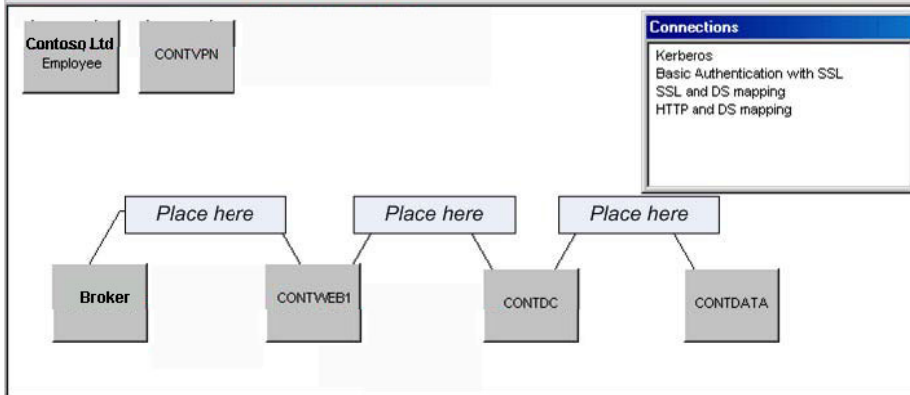 Contoso Ltd
Employee
CONTVPN
Connections
Kerberos
Basic Authentication with SSL
SSL and DS mapping
HTTP and DS mapping
Place here
Place here
Place here
Broker
CONTWEB1
CONTDC
CONTDATA